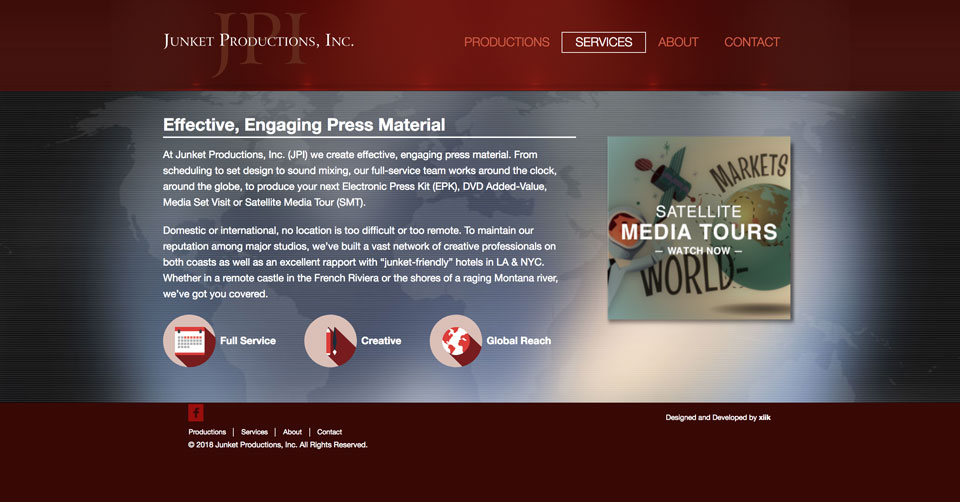 JPI
JUNKET PRODUCTIONS, INC.
PRODUCTIONS SERVICES ABOUT CONTACT
Effective, Engaging Press Material
At Junket Productions, Inc. (JPI) we create effective, engaging press material. From
scheduling to set design to sound mixing, our full-service team works around the clock,
around the globe, to produce your next Electronic Press Kit (EPK), DVD Added-Value,
Media Set Visit or Satellite Media Tour (SMT).
Domestic or international, no location is too difficult or too remote. To maintain our
reputation among major studios, we’ve built a vast network of creative professionals on
both coasts as well as an excellent rapport with “junket-friendly” hotels in LA & NYC.
Whether in a remote castle in the French Riviera or the shores of a raging Montana river,
we’ve got you covered.
MARKETS
SATELLITE
MEDIA TOURS
— WATCH NOW —
WORLD-
Full Service Creative Global Reach
f
Productions | Services | About | Contact
© 2018 Junket Productions, Inc. All Rights Reserved.
Designed and Developed by xiik